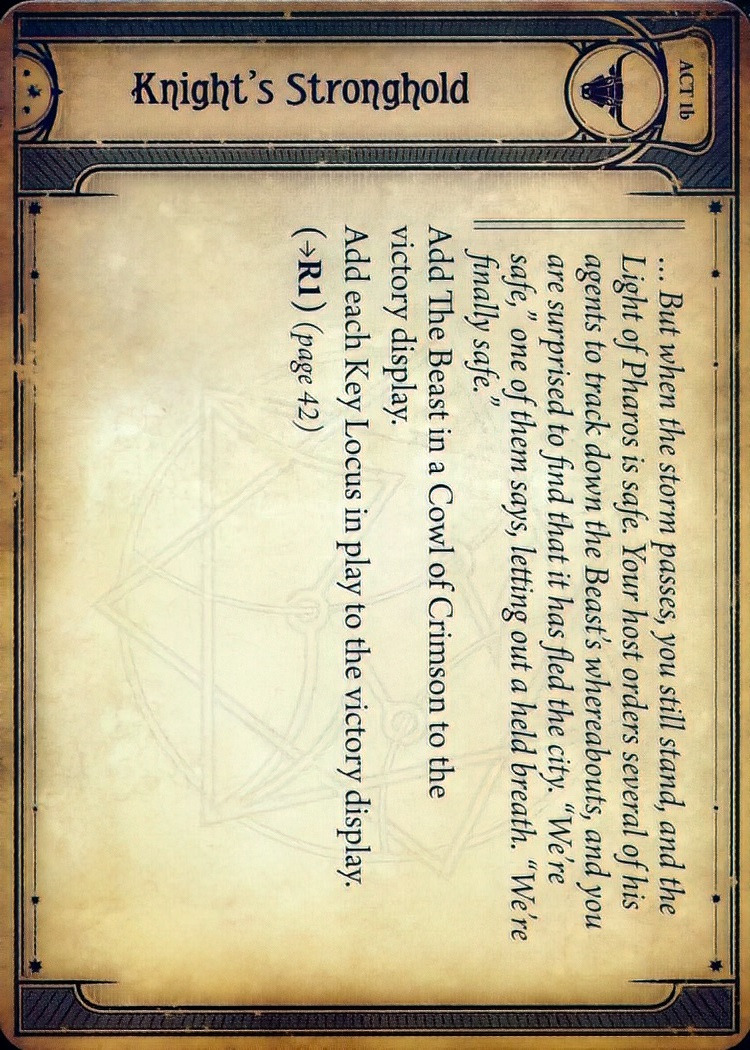 ACT 1b
Knight's Stronghold
… But when the storm passes, you still stand, and the
Light of Pharos is safe. Your host orders several of his
agents to track down the Beast's whereabouts, and you
are surprised to find that it has fled the city. “We're
safe,” one of them says, letting out a held breath. “We're
finally safe.”
Add The Beast in a Cowl of Crimson to the
victory display.
Add each Key Locus in play to the victory display.
(→R1) (page 42)